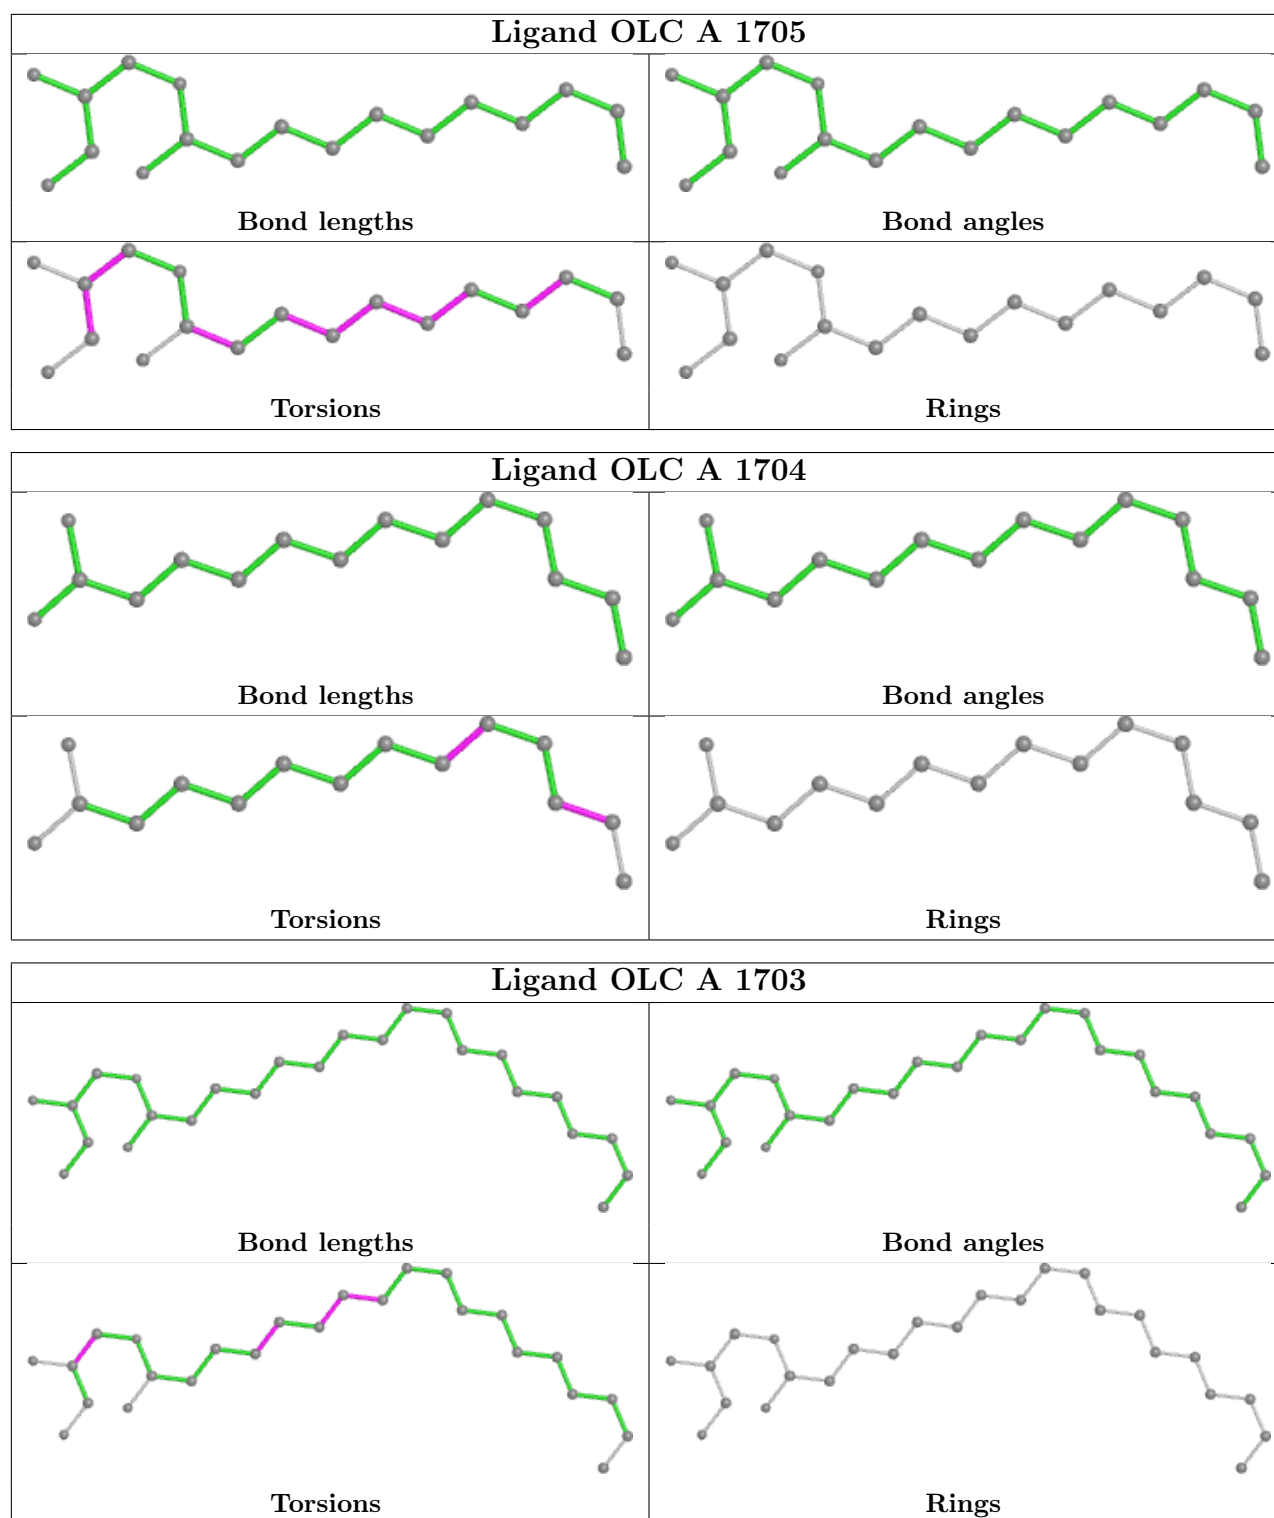 Ligand OLC A 1705
Bond lengths
Bond angles
Torsions
Rings
Ligand OLC A 1704
Bond lengths
Bond angles
Torsions
Rings
Ligand OLC A 1703
Bond lengths
Bond angles
Torsions
Rings